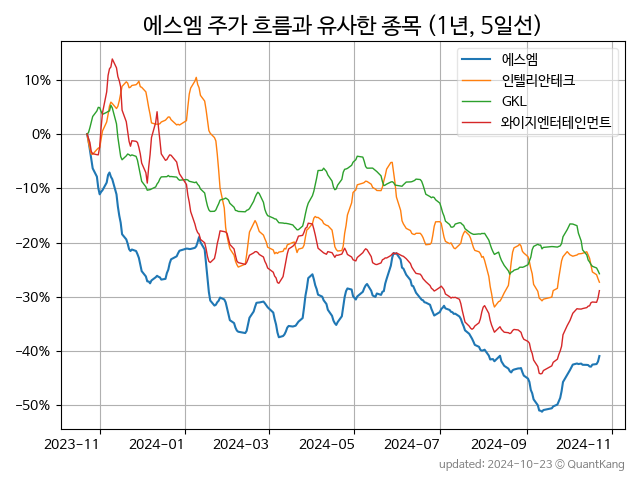 에스엠 주가 흐름과 유사한 종목 (1년, 5일선)
에스엠
인텔리안테크
GKL
와이지엔터테인먼트
10%
0%
-10%
-20%
-30%
-40%
-50%
2023-11
2024-01
2024-03
2024-05
2024-07
2024-09
2024-11
updated: 2024-10-23 © QuantKang